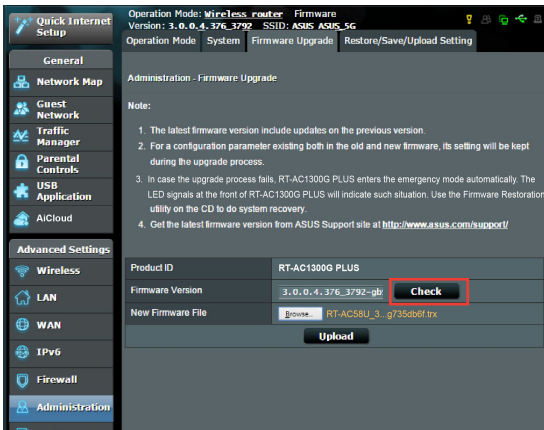 Quick Internet
Setup
Operation Mode: Wireless router Firmware
Version: 3.0.0.4.376_3792 SSID: ASUS ASUS_5G
Operation Mode System Firmware Upgrade Restore/Save/Upload Setting
General
Network Map
Guest
Network
Traffic
Manager
Parental
Controls
USB
Application
AiCloud
Advanced Settings
Wireless
LAN
WAN
IPv6
Firewall
Administration
Administration - Firmware Upgrade
Note:
1. The latest firmware version include updates on the previous version.
2. For a configuration parameter existing both in the old and new firmware, its setting will be kept
during the upgrade process.
3. In case the upgrade process fails, RT-AC1300G PLUS enters the emergency mode automatically. The
LED signals at the front of RT-AC1300G PLUS will indicate such situation. Use the Firmware Restoration
utility on the CD to do system recovery.
4. Get the latest firmware version from ASUS Support site at http://www.asus.com/support/
Product ID RT-AC1300G PLUS
Firmware Version 3.0.0.4.376_3792-gb Check
New Firmware File Browse... RT-AC58U_3...g735db6f.trx
Upload